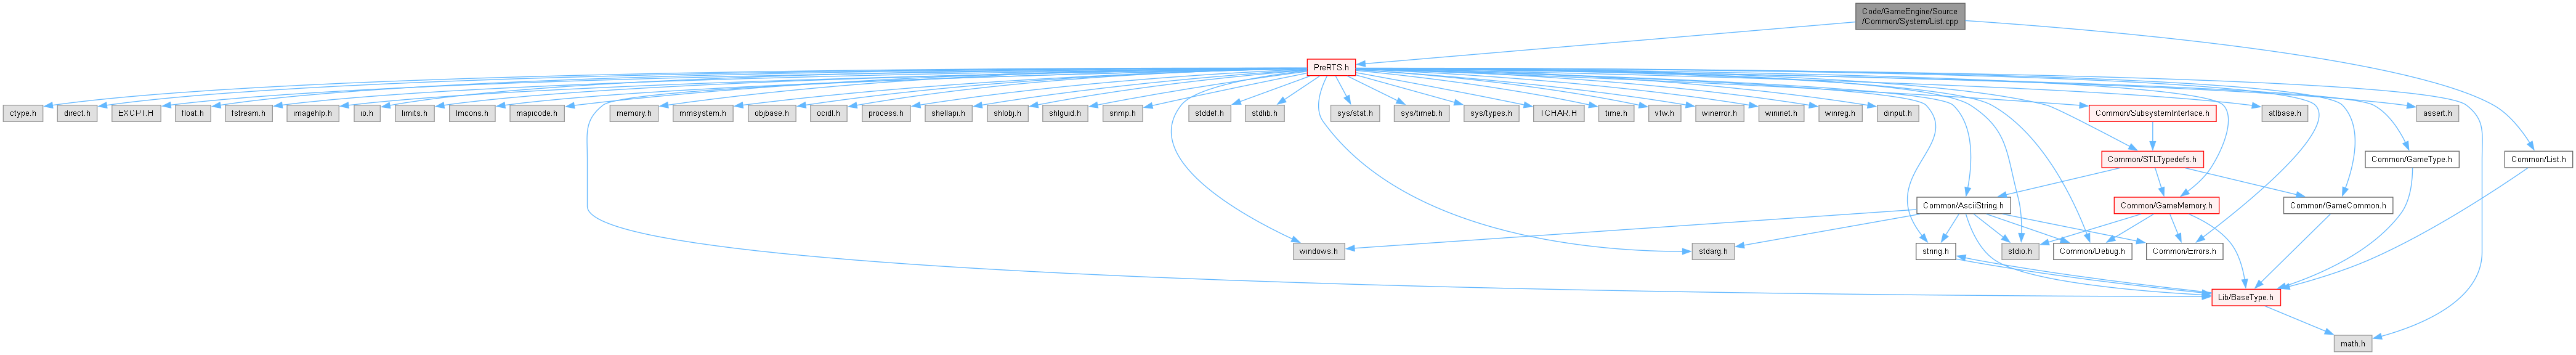 Code/GameEngine/Source
/Common/System/List.cpp
PreRTS.h
ctype.h
direct.h
EXCPT.H
float.h
fstream.h
imagehlp.h
io.h
limits.h
lmcons.h
mapicode.h
memory.h
mmsystem.h
objbase.h
ocidl.h
process.h
shellapi.h
shlobj.h
shlguid.h
snmp.h
stddef.h
stdlib.h
sys/stat.h
sys/timeb.h
sys/types.h
TCHAR.H
time.h
vfw.h
winerror.h
wininet.h
winreg.h
dinput.h
Common/SubsystemInterface.h
atlbase.h
assert.h
Common/STLTypedefs.h
Common/GameType.h
Common/List.h
Common/AsciiString.h
Common/GameMemory.h
Common/GameCommon.h
windows.h
stdarg.h
string.h
stdio.h
Common/Debug.h
Common/Errors.h
Lib/BaseType.h
math.h